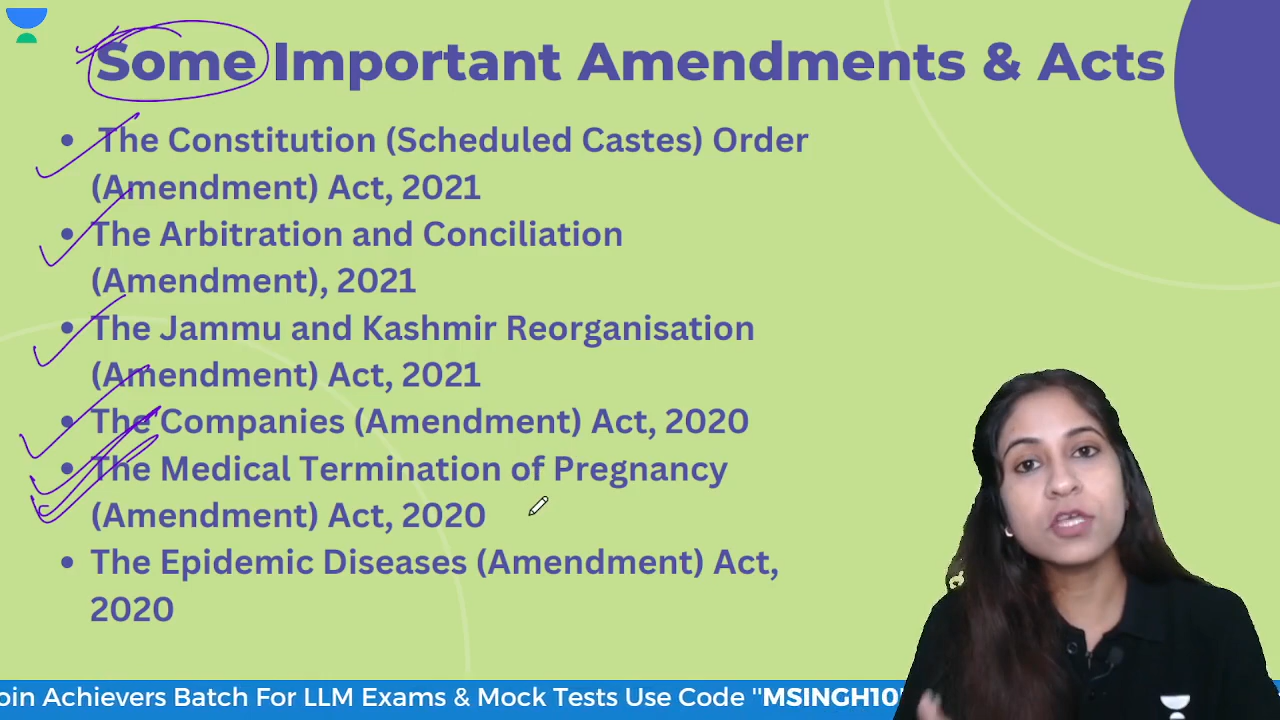 Some Important Amendments & Acts
• The Constitution (Scheduled Castes) Order
(Amendment) Act, 2021
• The Arbitration and Conciliation
(Amendment), 2021
• The Jammu and Kashmir Reorganisation
(Amendment) Act, 2021
• The Companies (Amendment) Act, 2020
• The Medical Termination of Pregnancy
(Amendment) Act, 2020
• The Epidemic Diseases (Amendment) Act,
2020
oin Achievers Batch For LLM Exams & Mock Tests Use Code "MSINGH10"